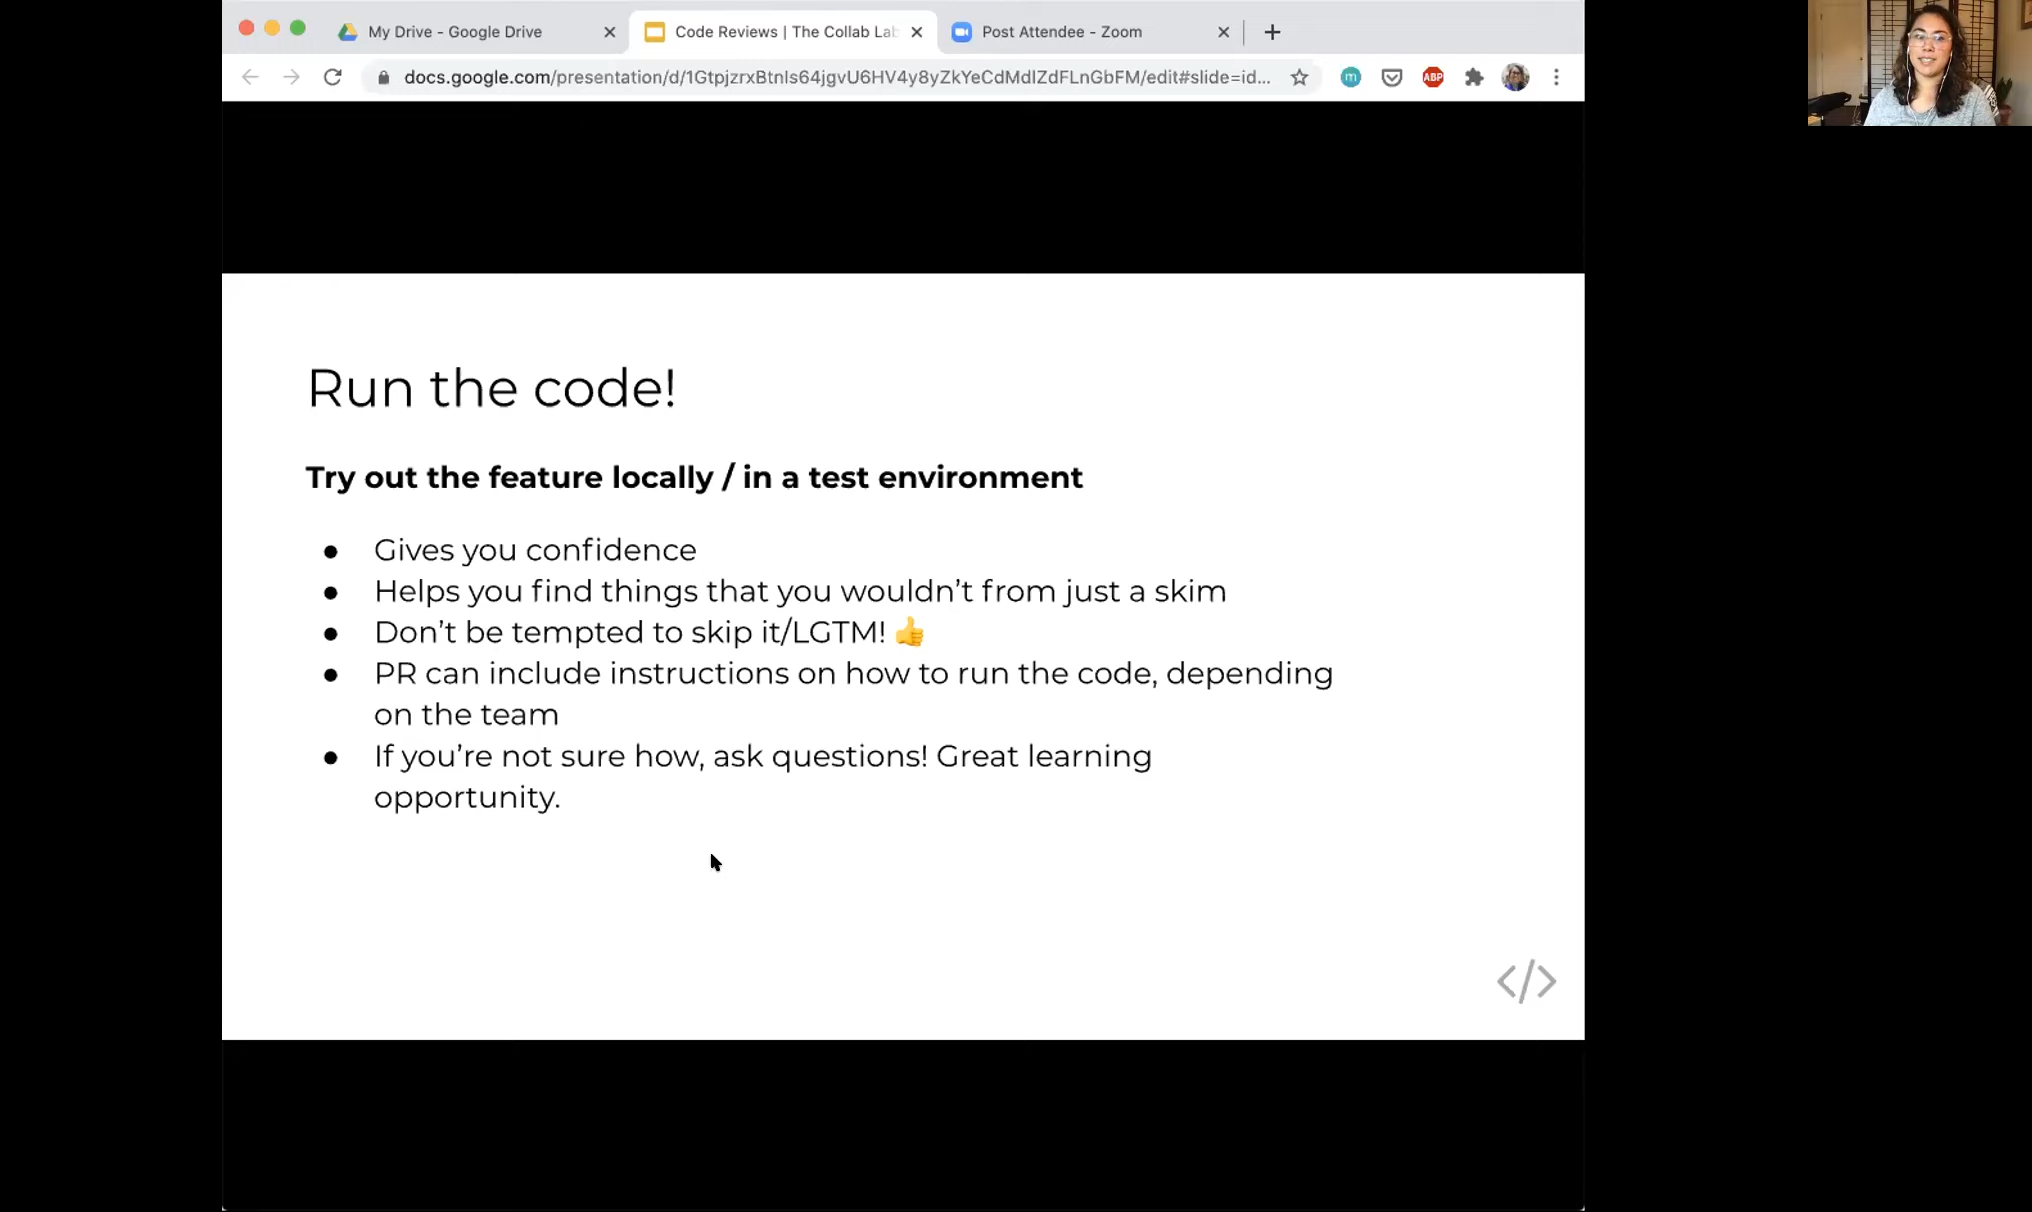 My Drive - Google Drive
Code Reviews | The Collab Lab
Post Attendee - Zoom
docs.google.com/presentation/d/1GtpjzrxBtnIs64jgvU6HV4y8yZkYeCdMdIZdFLnGbFM/edit#slide=id...
m
ABP
Run the code!
Try out the feature locally / in a test environment
● Gives you confidence
● Helps you find things that you wouldn’t from just a skim
● Don’t be tempted to skip it/LGTM! 👍
● PR can include instructions on how to run the code, depending
on the team
● If you’re not sure how, ask questions! Great learning
opportunity.
</>